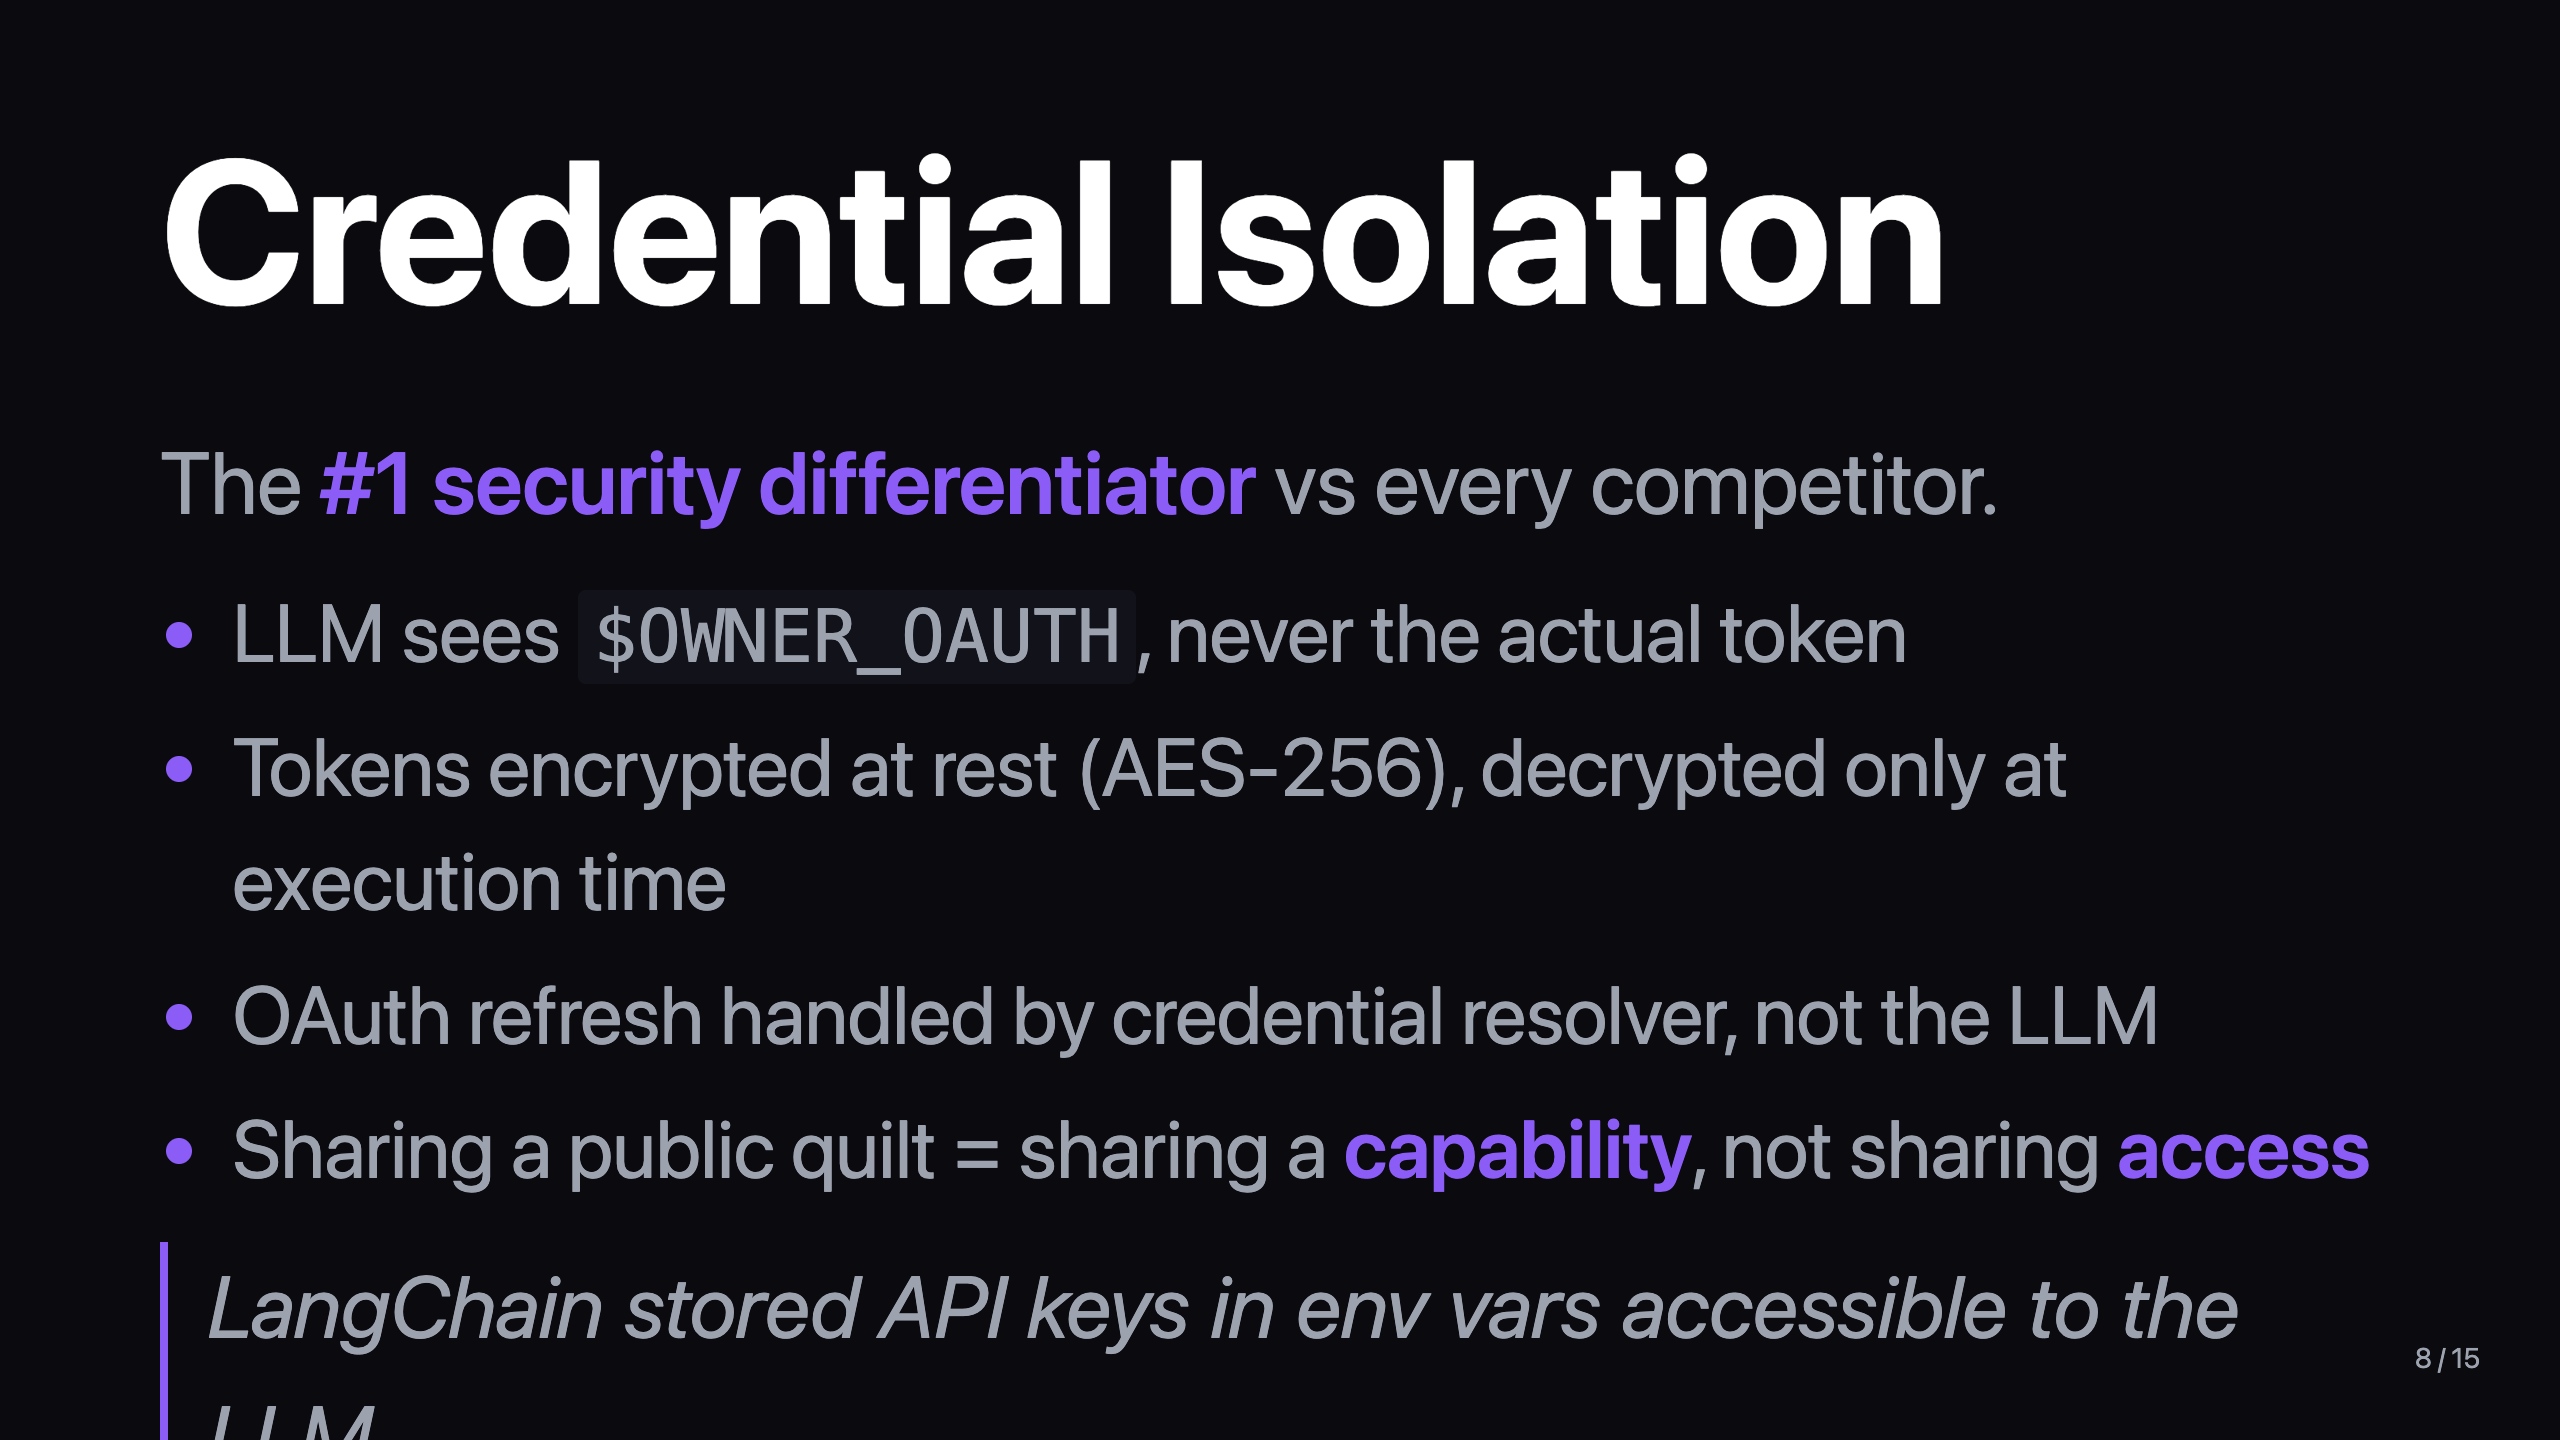 Credential Isolation
The #1 security differentiator vs every competitor.
• LLM sees $OWNER_OAUTH, never the actual token
• Tokens encrypted at rest (AES-256), decrypted only at
execution time
• OAuth refresh handled by credential resolver, not the LLM
• Sharing a public quilt = sharing a capability, not sharing access
LangChain stored API keys in env vars accessible to the
8 / 15
LLM